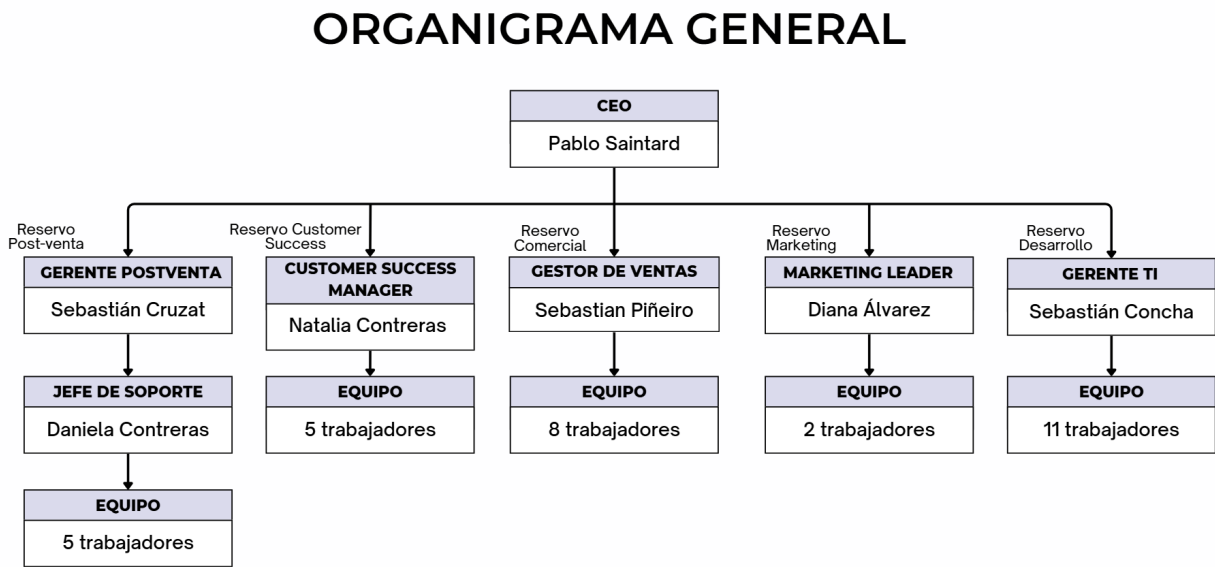 ORGANIGRAMA GENERAL
CEO
Pablo Saintard
Reservo
Post-venta
GERENTE POSTVENTA
Sebastián Cruzat
JEFE DE SOPORTE
Daniela Contreras
EQUIPO
5 trabajadores
Reservo Customer
Success
CUSTOMER SUCCESS
MANAGER
Natalia Contreras
EQUIPO
5 trabajadores
Reservo
Comercial
GESTOR DE VENTAS
Sebastian Piñeiro
EQUIPO
8 trabajadores
Reservo
Marketing
MARKETING LEADER
Diana Álvarez
EQUIPO
2 trabajadores
Reservo
Desarrollo
GERENTE TI
Sebastián Concha
EQUIPO
11 trabajadores